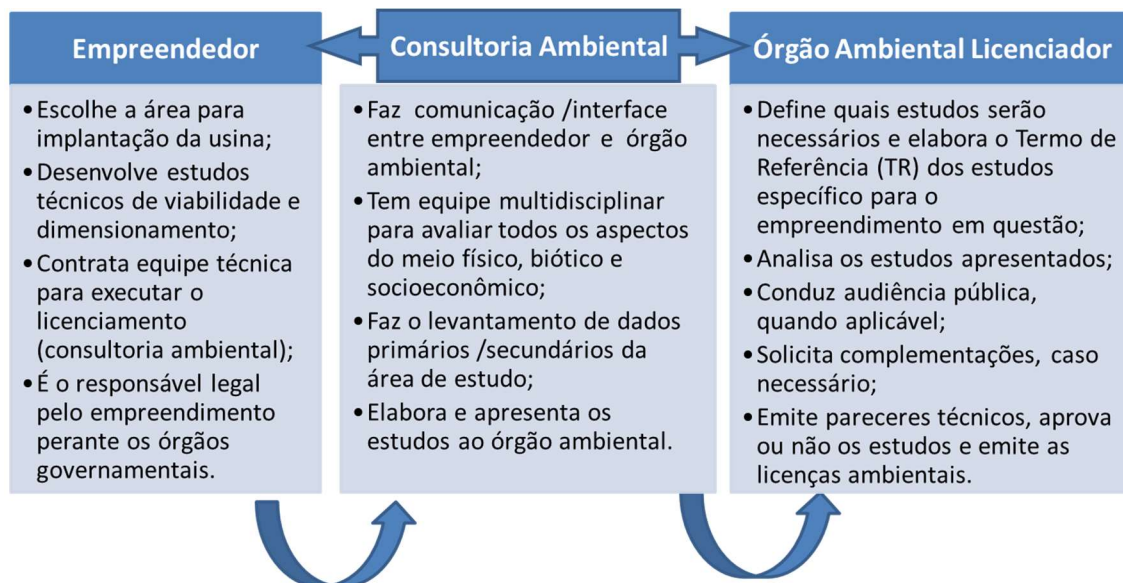 Empreendedor
• Escolhe a área para
implantação da usina;
• Desenvolve estudos
técnicos de viabilidade e
dimensionamento;
• Contrata equipe técnica
para executar o
licenciamento
(consultoria ambiental);
• É o responsável legal
pelo empreendimento
perante os órgãos
governamentais.
Consultoria Ambiental
• Faz comunicação /interface
entre empreendedor e órgão
ambiental;
• Tem equipe multidisciplinar
para avaliar todos os aspectos
do meio físico, biótico e
socioeconômico;
• Faz o levantamento de dados
primários /secundários da
área de estudo;
• Elabora e apresenta os
estudos ao órgão ambiental.
Órgão Ambiental Licenciador
• Define quais estudos serão
necessários e elabora o Termo de
Referência (TR) dos estudos
específico para o
empreendimento em questão;
• Analisa os estudos apresentados;
• Conduz audiência pública,
quando aplicável;
• Solicita complementações, caso
necessário;
• Emite pareceres técnicos, aprova
ou não os estudos e emite as
licenças ambientais.